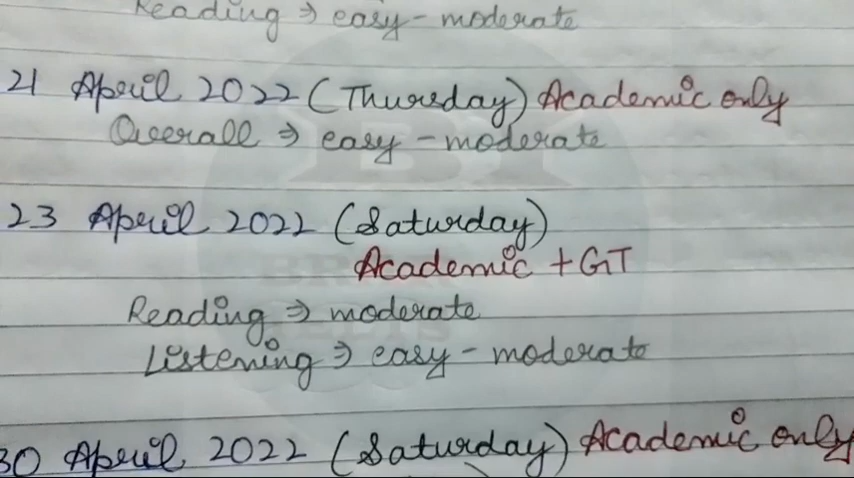 Reading ⇒ easy - moderate
21 April 2022 (Thursday) Academic only
Overall ⇒ easy - moderate
23 April 2022 (Saturday)
Academic + GT
Reading ⇒ moderate
Listening ⇒ easy - moderate
30 April 2022 (Saturday) Academic only